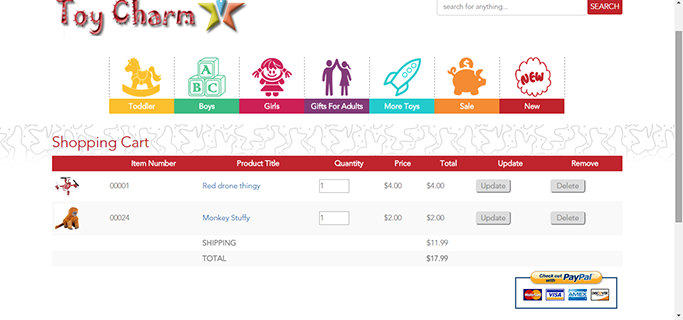 Toy Charm
search for anything...
SEARCH
A
B C
NEW
Toddler Boys Girls Gifts For Adults More Toys Sale New
Shopping Cart
Item Number Product Title Quantity Price Total Update Remove
00001 Red drone thingy 1 $4.00 $4.00 Update Delete
00024 Monkey Stuffy 1 $2.00 $2.00 Update Delete
SHIPPING $11.99
TOTAL $17.99
Check out with PayPal
MasterCard VISA AMEX DISCOVER